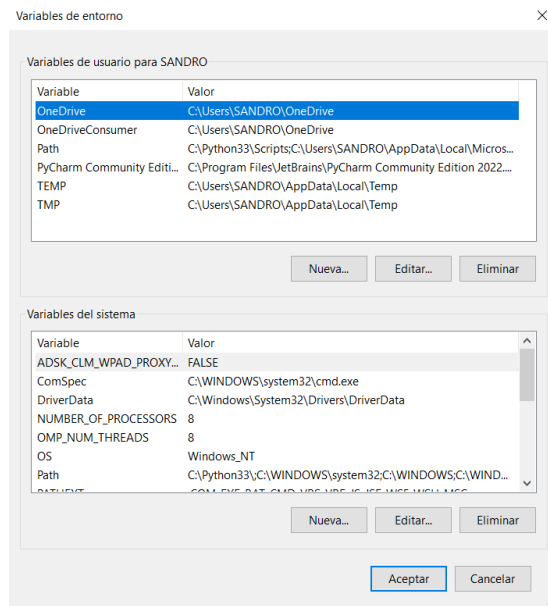 Variables de entorno
Variables de usuario para SANDRO
Variable Valor
OneDrive C:\Users\SANDRO\OneDrive
OneDriveConsumer C:\Users\SANDRO\OneDrive
Path C:\Python33\Scripts;C:\Users\SANDRO\AppData\Local\Micros...
PyCharm Community Editi... C:\Program Files\JetBrains\PyCharm Community Edition 2022....
TEMP C:\Users\SANDRO\AppData\Local\Temp
TMP C:\Users\SANDRO\AppData\Local\Temp
Nueva... Editar... Eliminar
Variables del sistema
Variable Valor
ADSK_CLM_WPAD_PROXY... FALSE
ComSpec C:\WINDOWS\system32\cmd.exe
DriverData C:\Windows\System32\Drivers\DriverData
NUMBER_OF_PROCESSORS 8
OMP_NUM_THREADS 8
OS Windows_NT
Path C:\Python33\;C:\WINDOWS\system32;C:\WINDOWS;C:\WIND...
Nueva... Editar... Eliminar
Aceptar Cancelar